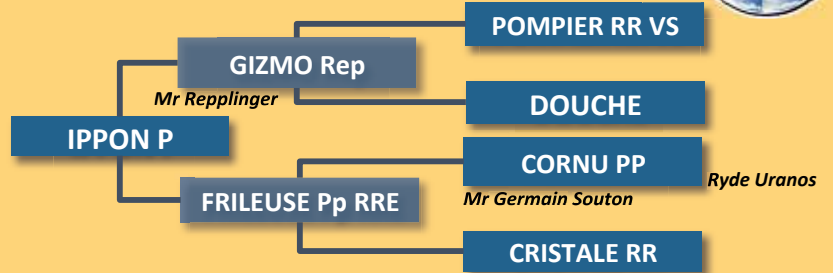 POMPIER RR VS
GIZMO Rep
Mr Repplinger
DOUCHE
IPPON P
CORNU PP
Ryde Uranos
FRILEUSE Pp RRE
Mr Germain Souton
CRISTALE RR